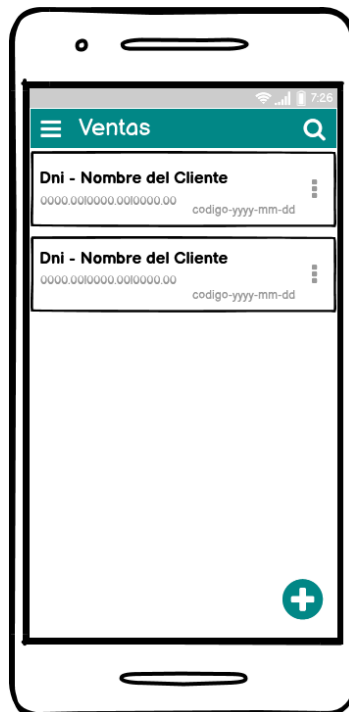 7:26
Ventas
Dni - Nombre del Cliente
0000.00|0000.00|0000.00
codigo-yyyy-mm-dd
Dni - Nombre del Cliente
0000.00|0000.00|0000.00
codigo-yyyy-mm-dd